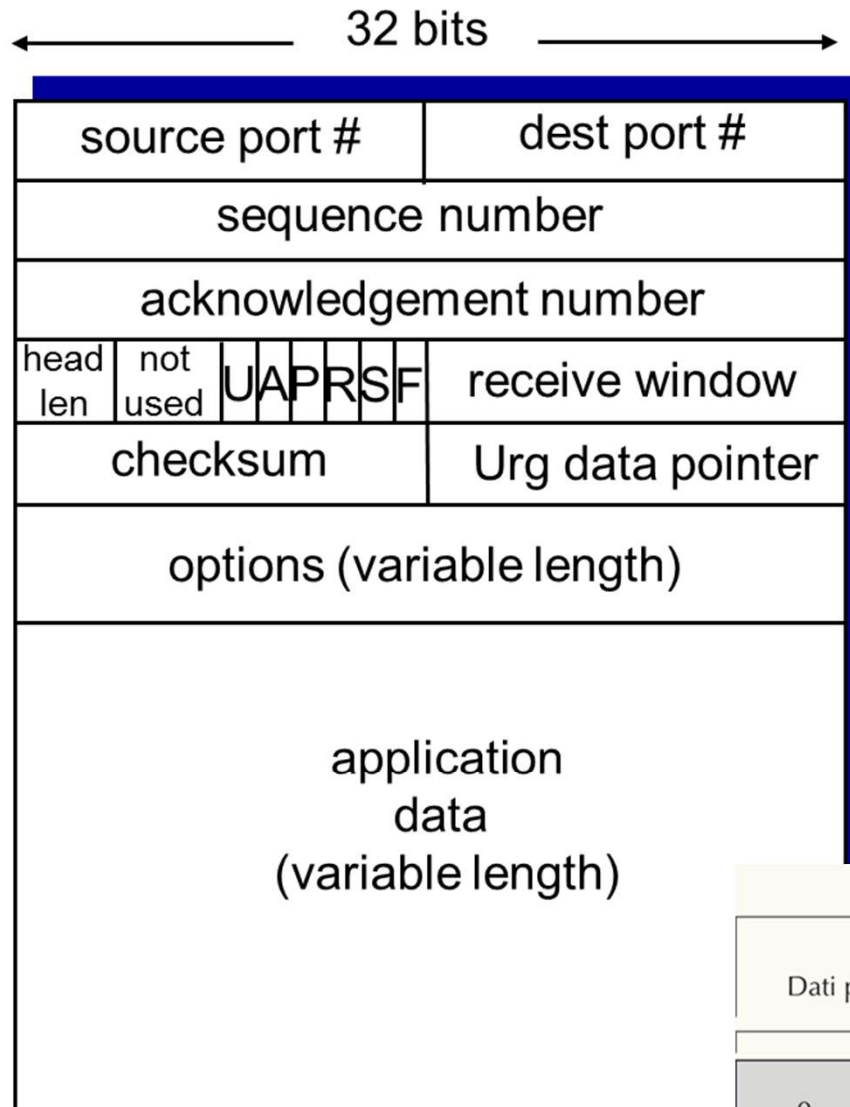 32 bits
source port #
dest port #
sequence number
acknowledgement number
head
len
not
used
U
A
P
R
S
F
receive window
checksum
Urg data pointer
options (variable length)
application
data
(variable length)
Dati